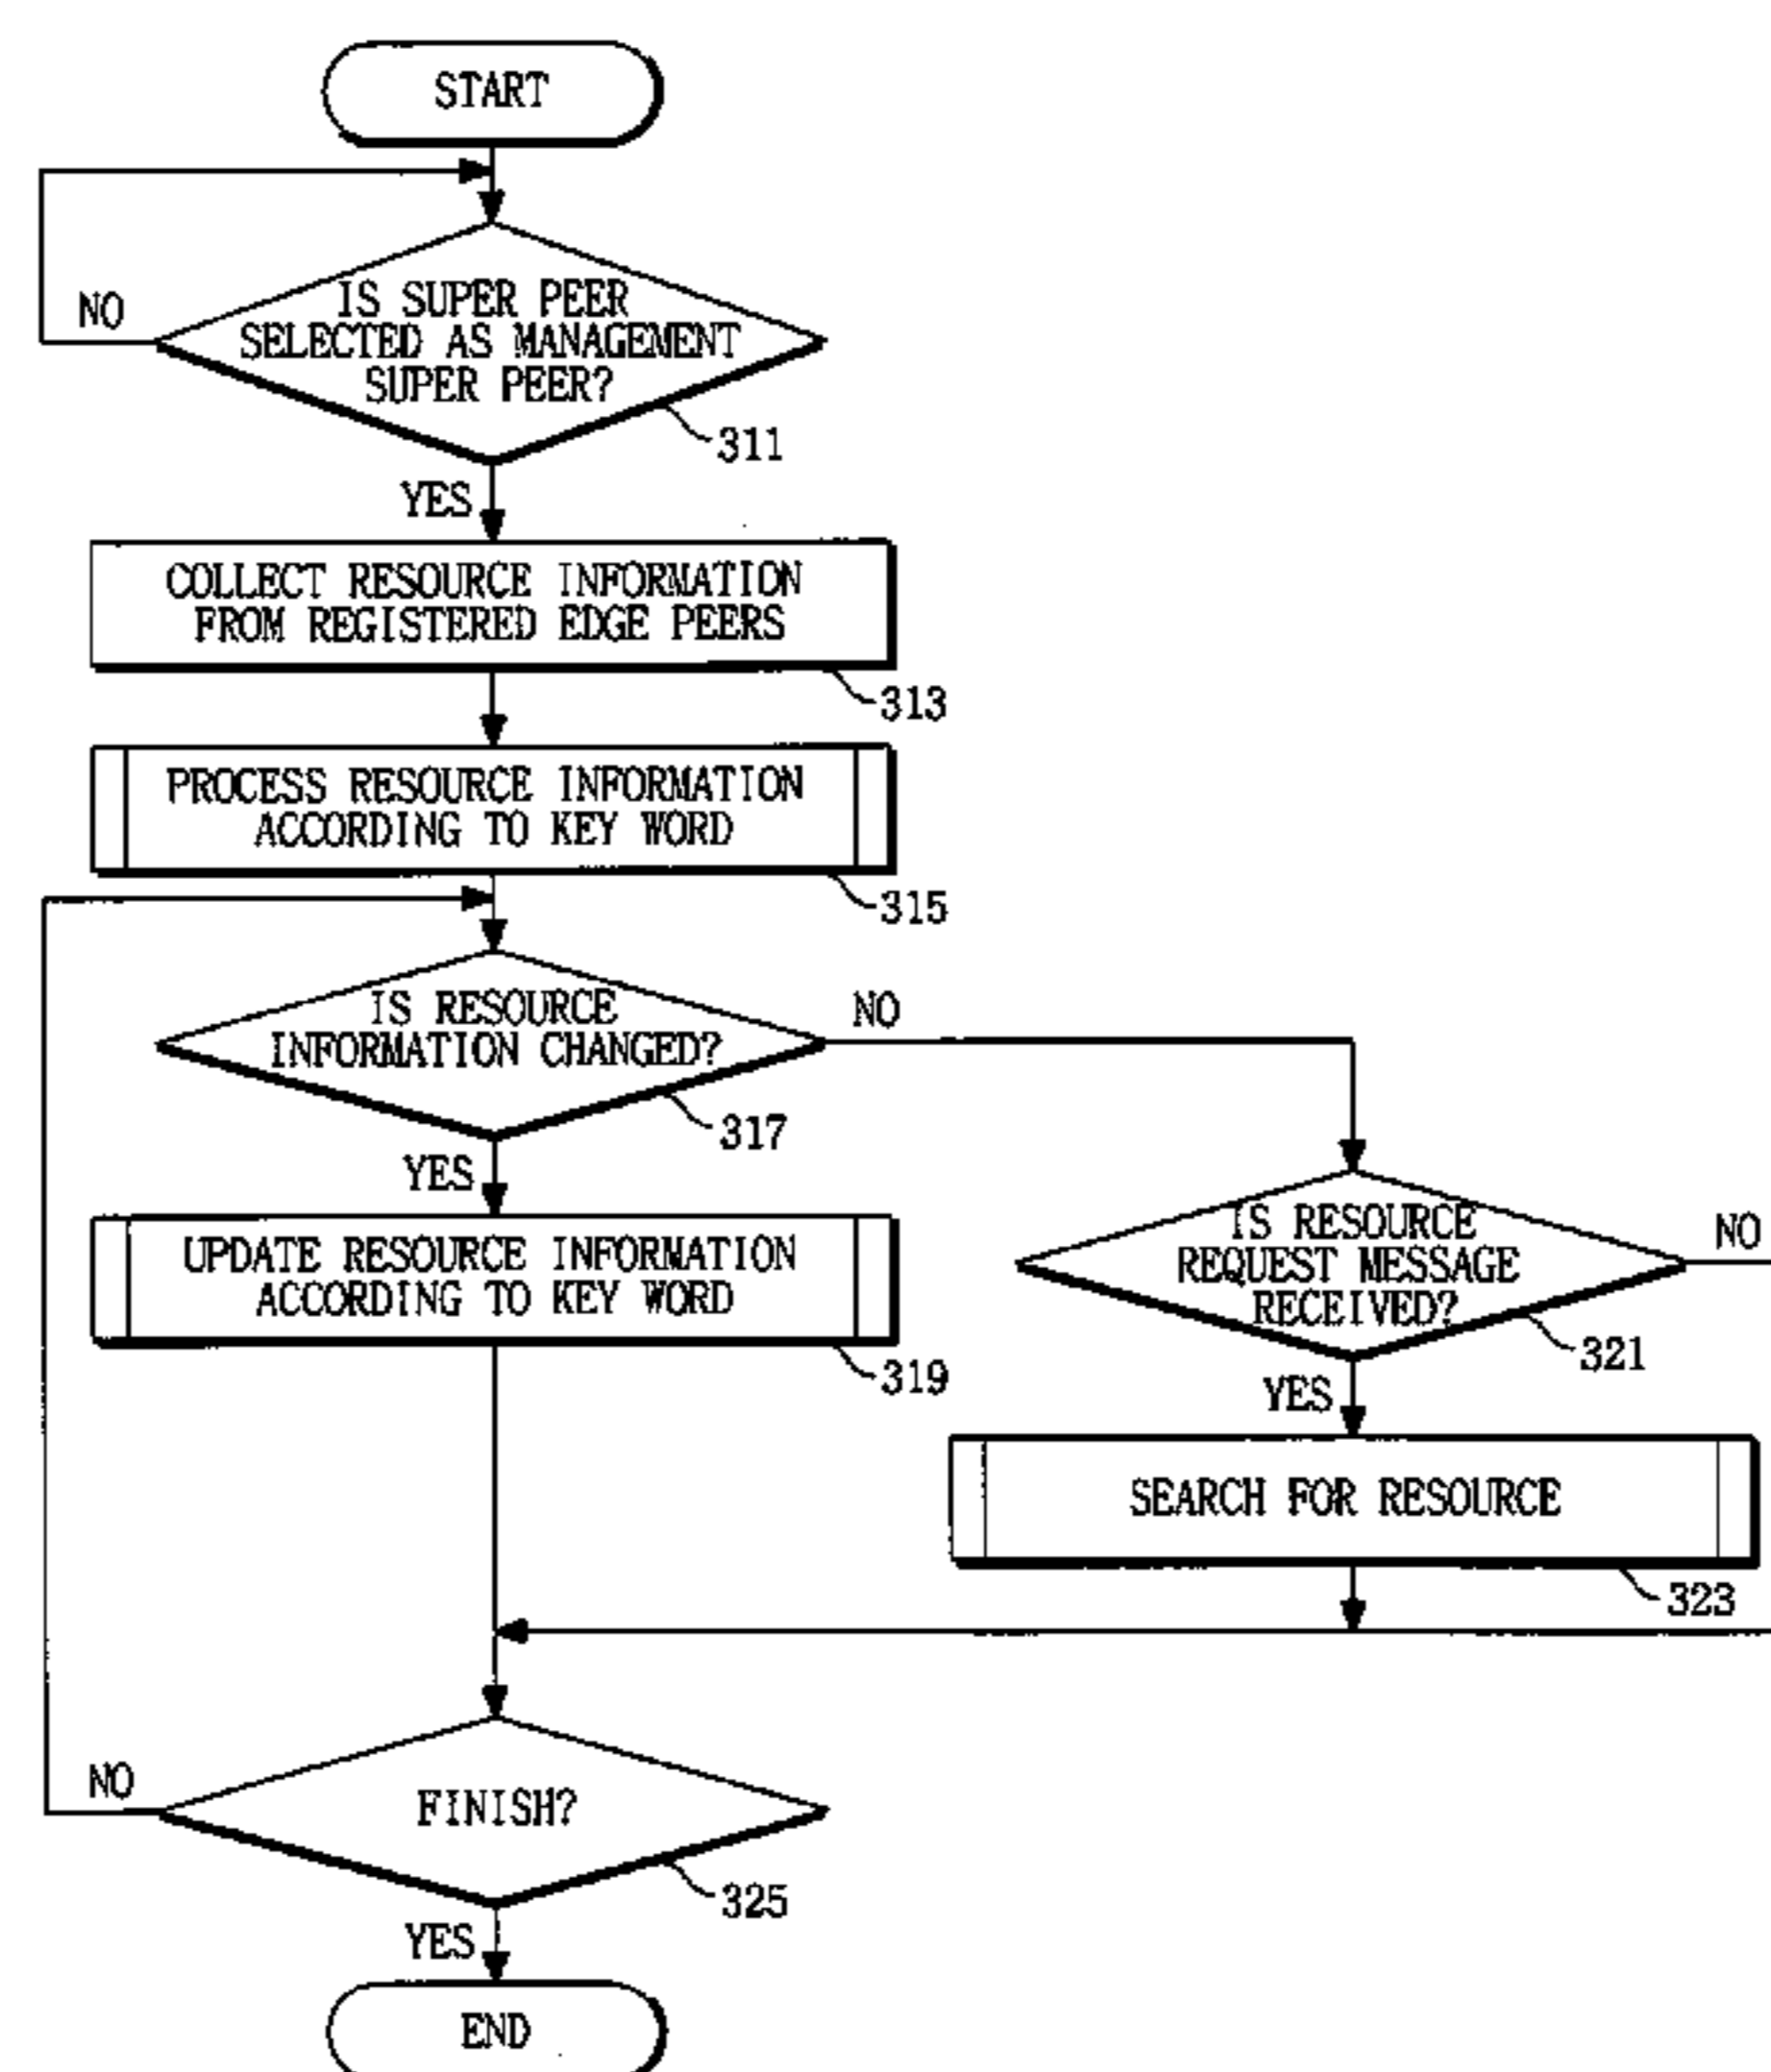 START
NO
IS SUPER PEER
SELECTED AS MANAGEMENT
SUPER PEER?
311
YES
COLLECT RESOURCE INFORMATION
FROM REGISTERED EDGE PEERS
313
PROCESS RESOURCE INFORMATION
ACCORDING TO KEY WORD
315
IS RESOURCE
INFORMATION CHANGED?
NO
317
YES
UPDATE RESOURCE INFORMATION
ACCORDING TO KEY WORD
319
IS RESOURCE
REQUEST MESSAGE
RECEIVED?
NO
321
YES
SEARCH FOR RESOURCE
323
NO
FINISH?
325
YES
END